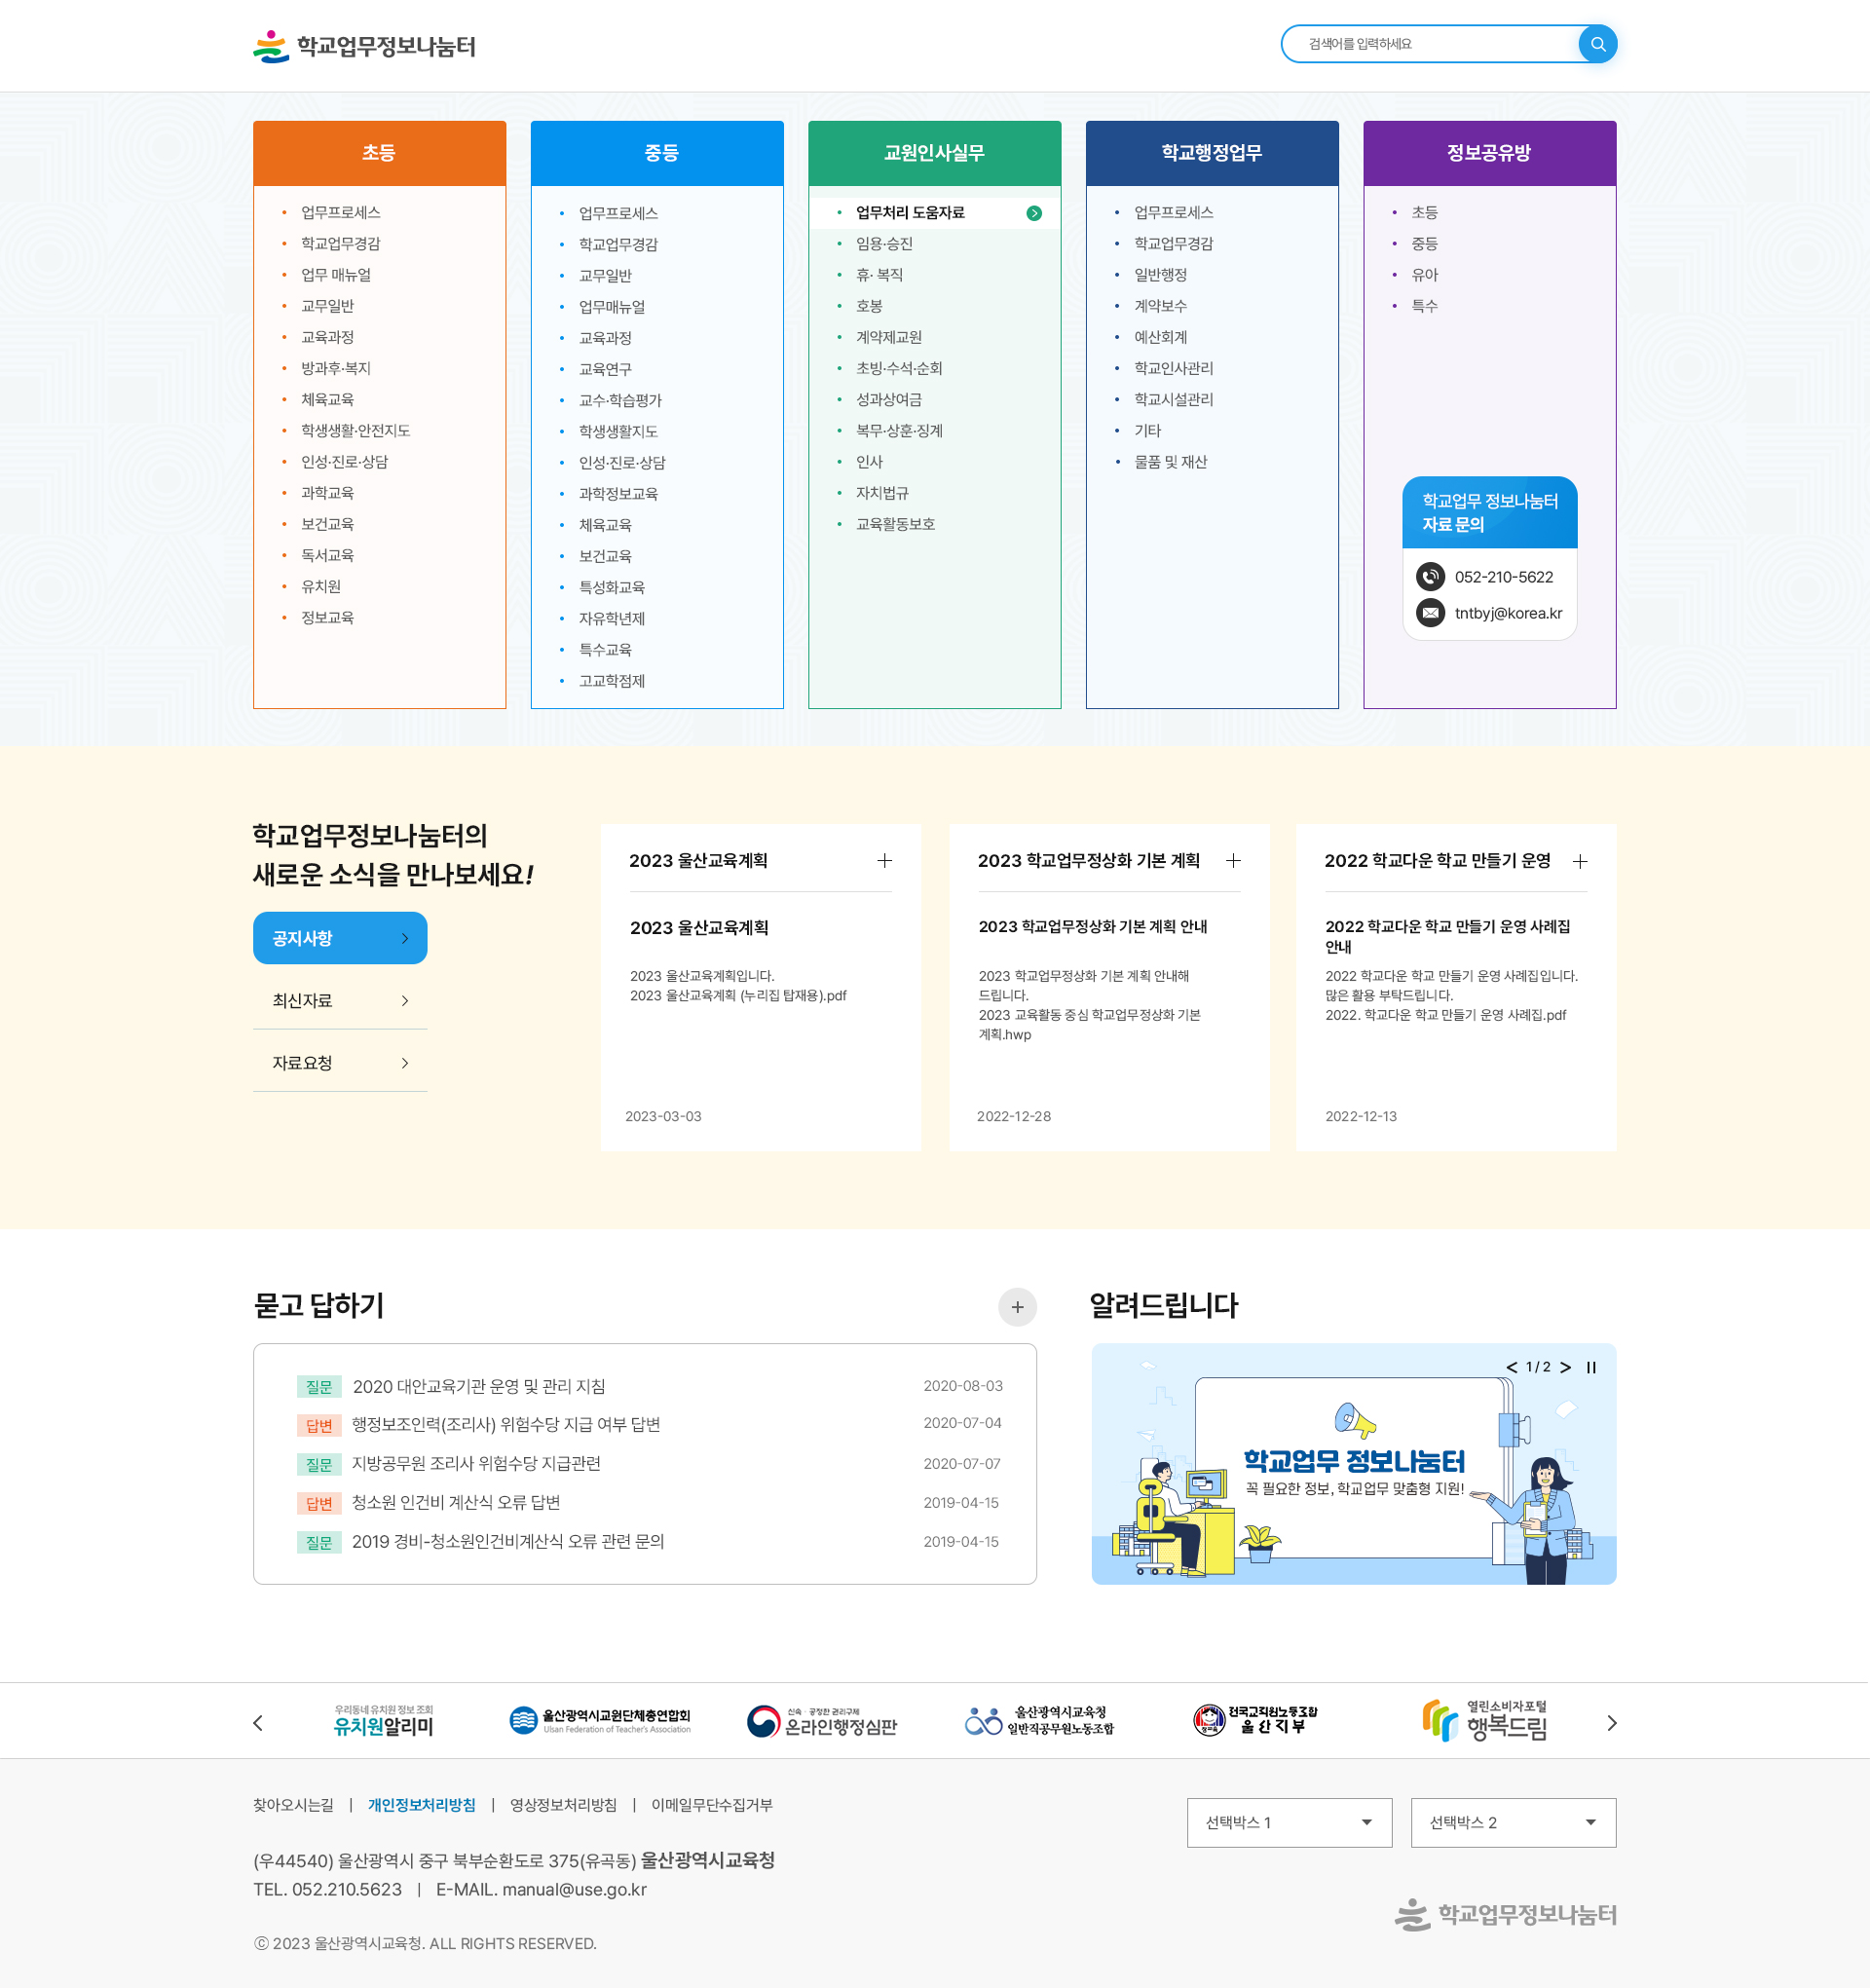 학교업무정보나눔터
검색어를 입력하세요
초등
업무프로세스
학교업무경감
업무 매뉴얼
교무일반
교육과정
방과후·복지
체육교육
학생생활·안전지도
인성·진로·상담
과학교육
보건교육
독서교육
유치원
정보교육
중등
업무프로세스
학교업무경감
교무일반
업무매뉴얼
교육과정
교육연구
교수·학습평가
학생생활지도
인성·진로·상담
과학정보교육
체육교육
보건교육
특성화교육
자유학년제
특수교육
고교학점제
교원인사실무
업무처리 도움자료
임용·승진
휴· 복직
호봉
계약제교원
초빙·수석·순회
성과상여금
복무·상훈·징계
인사
자치법규
교육활동보호
학교행정업무
업무프로세스
학교업무경감
일반행정
계약보수
예산회계
학교인사관리
학교시설관리
기타
물품 및 재산
정보공유방
초등
중등
유아
특수
학교업무 정보나눔터
자료 문의
052-210-5622
tntbyj@korea.kr
학교업무정보나눔터의
새로운 소식을 만나보세요!
공지사항
최신자료
자료요청
2023 울산교육계획
2023 울산교육계획
2023 울산교육계획입니다.
2023 울산교육계획 (누리집 탑재용).pdf
2023-03-03
2023 학교업무정상화 기본 계획
2023 학교업무정상화 기본 계획 안내
2023 학교업무정상화 기본 계획 안내해
드립니다.
2023 교육활동 중심 학교업무정상화 기본
계획.hwp
2022-12-28
2022 학교다운 학교 만들기 운영
2022 학교다운 학교 만들기 운영 사례집
안내
2022 학교다운 학교 만들기 운영 사례집입니다.
많은 활용 부탁드립니다.
2022. 학교다운 학교 만들기 운영 사례집.pdf
2022-12-13
묻고 답하기
질문 2020 대안교육기관 운영 및 관리 지침 2020-08-03
답변 행정보조인력(조리사) 위험수당 지급 여부 답변 2020-07-04
질문 지방공무원 조리사 위험수당 지급관련 2020-07-07
답변 청소원 인건비 계산식 오류 답변 2019-04-15
질문 2019 경비-청소원인건비계산식 오류 관련 문의 2019-04-15
알려드립니다
1 / 2
학교업무 정보나눔터
꼭 필요한 정보, 학교업무 맞춤형 지원!
우리동네 유치원 정보 조회
유치원알리미
울산광역시교원단체총연합회
Ulsan Federation of Teacher's Association
신속 · 공정한 권리구제
온라인행정심판
울산광역시교육청
일반직공무원노동조합
전국교직원노동조합
울산지부
열린소비자포털
행복드림
찾아오시는길 | 개인정보처리방침 | 영상정보처리방침 | 이메일무단수집거부
선택박스 1
선택박스 2
(우44540) 울산광역시 중구 북부순환도로 375(유곡동) 울산광역시교육청
TEL. 052.210.5623 | E-MAIL. manual@use.go.kr
ⓒ 2023 울산광역시교육청. ALL RIGHTS RESERVED.
학교업무정보나눔터